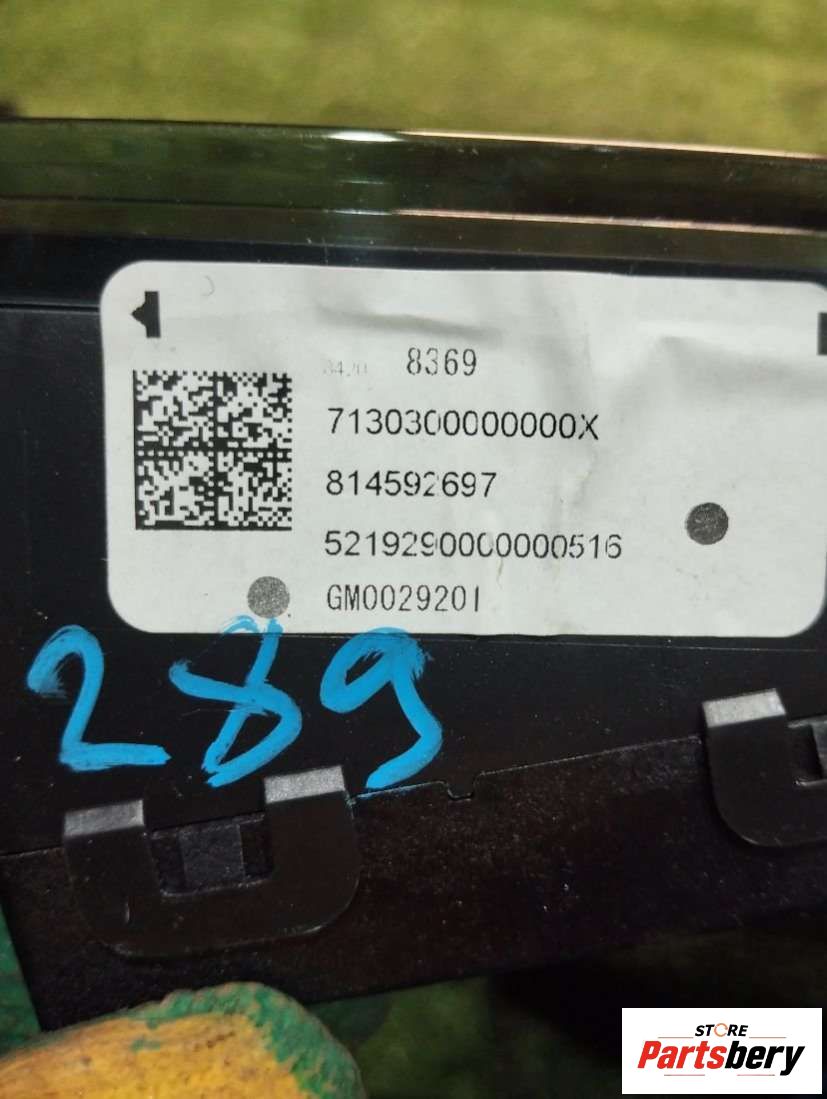 8369
7130300000000X
814592697
5219290000000516
GM0029201
289
STORE
Partsbery